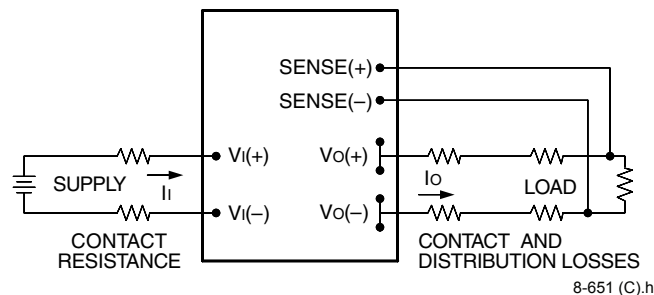 SENSE(+)
SENSE(–)
VI(+)
VO(+)
SUPPLY
II
IO
LOAD
VI(–)
VO(–)
CONTACT
RESISTANCE
CONTACT AND
DISTRIBUTION LOSSES
8-651 (C).h